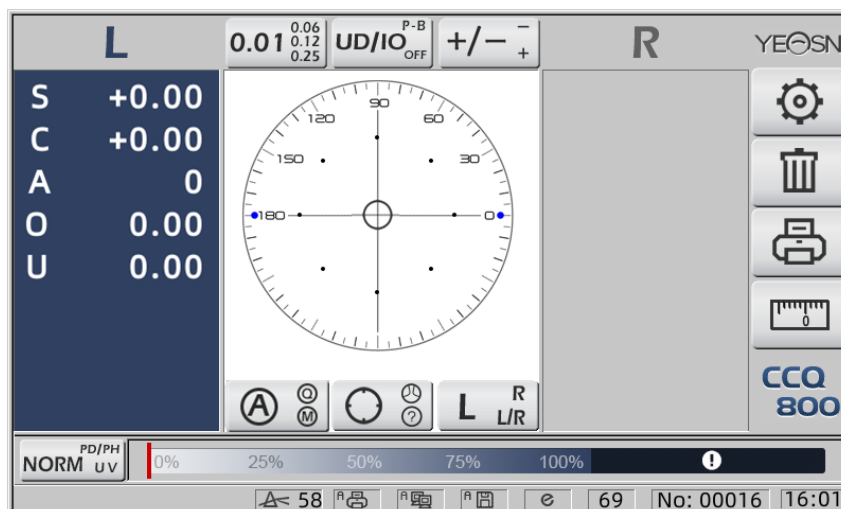 L
0.01 0.06
0.12
0.25
UD/IO P-B
OFF
+/− −
+
R
YEOSN
S +0.00
C +0.00
A 0
O 0.00
U 0.00
90
120 60
150 30
180 0
0
A Q
M
?
L R
L/R
CCQ
800
NORM PD/PH
UV
0% 25% 50% 75% 100% !
58 A A A e 69 No: 00016 16:01